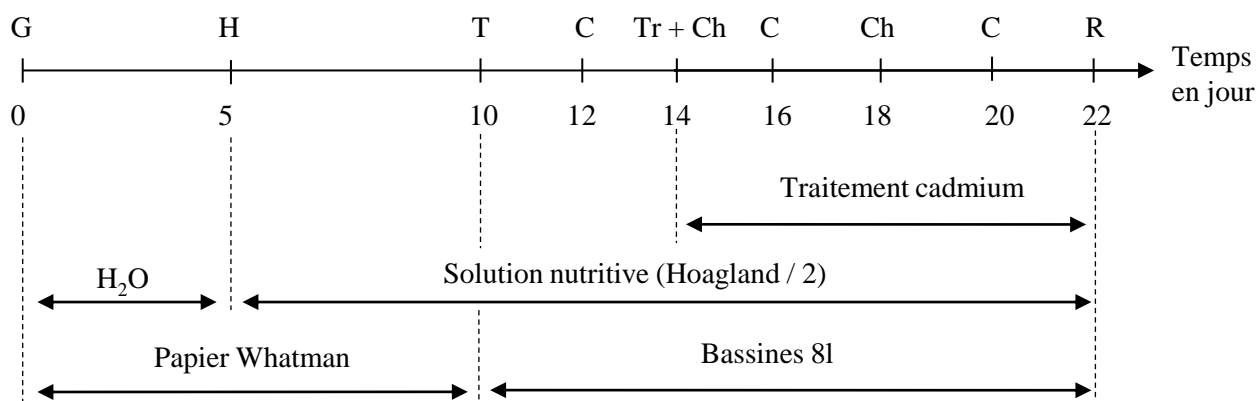 G H T C Tr + Ch C Ch C R
Temps
en jour
0 5 10 12 14 16 18 20 22
Traitement cadmium
H₂O
Solution nutritive (Hoagland / 2)
Papier Whatman
Bassines 8l